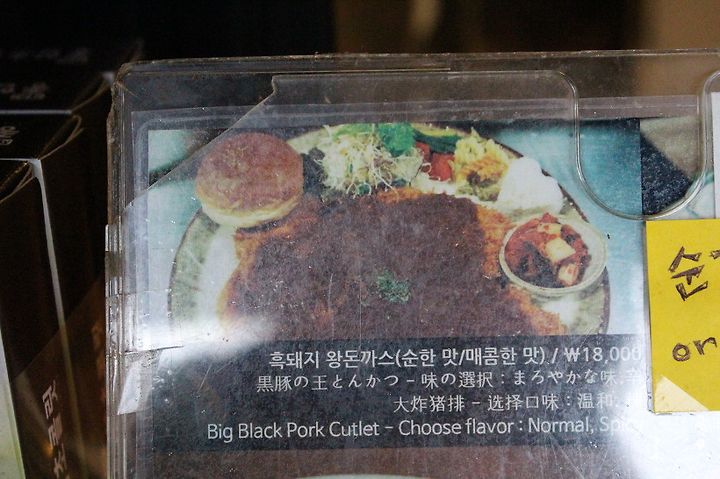 흑돼지 왕돈까스(순한 맛/매콤한 맛) / ₩18,000
黒豚の王とんかつ – 味の選択 : まろやかな味,辛
大炸猪排 – 选择口味 : 温和,
Big Black Pork Cutlet – Choose flavor : Normal, Spic
순
or